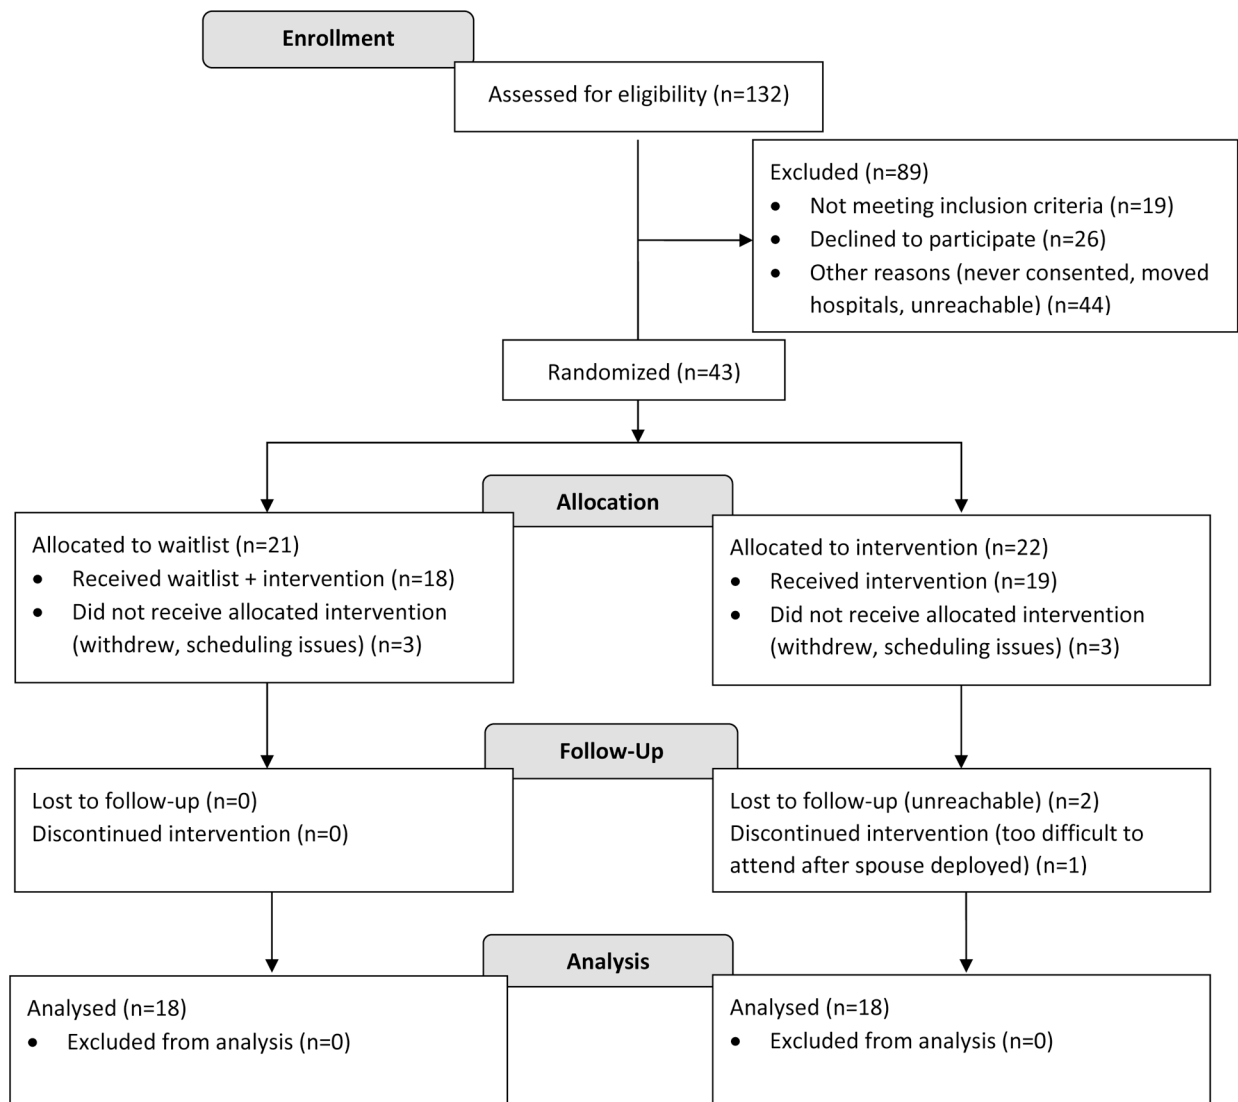 Enrollment
Assessed for eligibility (n=132)
Excluded (n=89)
• Not meeting inclusion criteria (n=19)
• Declined to participate (n=26)
• Other reasons (never consented, moved
hospitals, unreachable) (n=44)
Randomized (n=43)
Allocation
Allocated to waitlist (n=21)
• Received waitlist + intervention (n=18)
• Did not receive allocated intervention
(withdrew, scheduling issues) (n=3)
Allocated to intervention (n=22)
• Received intervention (n=19)
• Did not receive allocated intervention
(withdrew, scheduling issues) (n=3)
Follow-Up
Lost to follow-up (n=0)
Discontinued intervention (n=0)
Lost to follow-up (unreachable) (n=2)
Discontinued intervention (too difficult to
attend after spouse deployed) (n=1)
Analysis
Analysed (n=18)
• Excluded from analysis (n=0)
Analysed (n=18)
• Excluded from analysis (n=0)